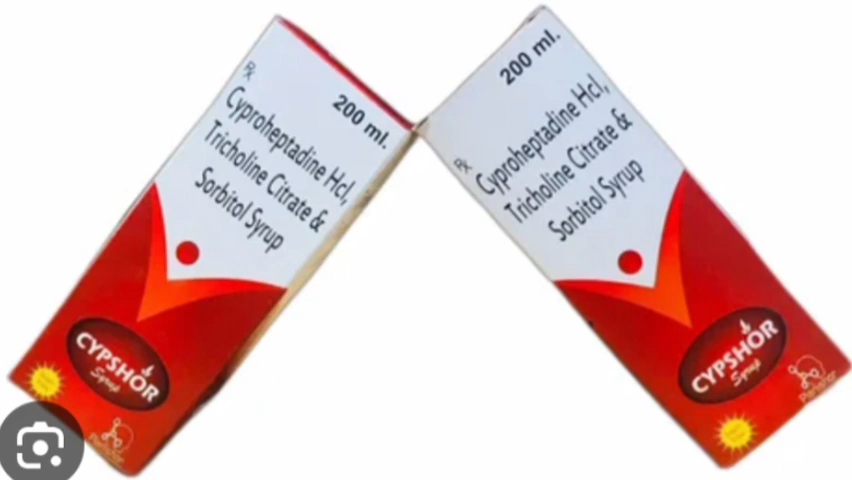 200 ml.
Rx
Cyproheptadine Hcl,
Tricholine Citrate &
Sorbitol Syrup
CYPSHOR
Syrup
200 ml.
Rx
Cyproheptadine Hcl,
Tricholine Citrate &
Sorbitol Syrup
CYPSHOR
Syrup